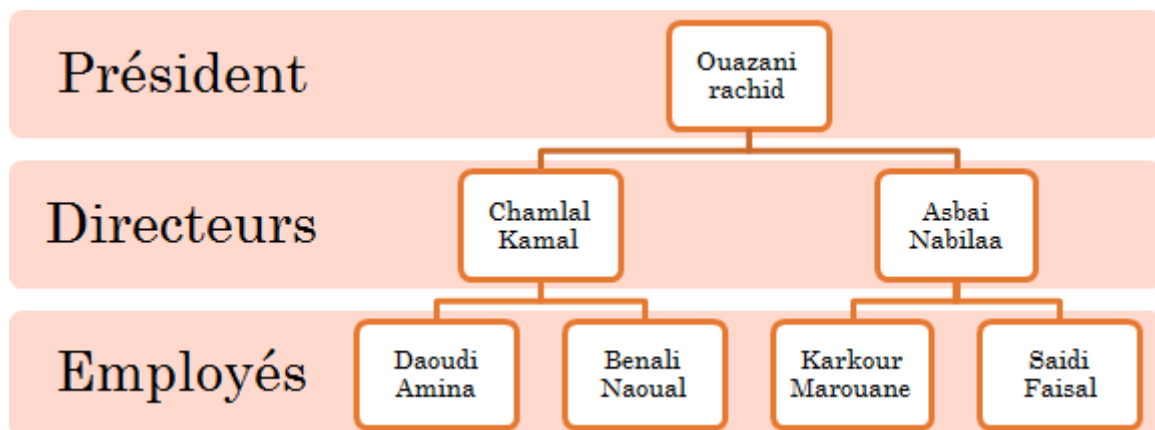 Président
Ouazani
rachid
Directeurs
Chamlal
Kamal
Asbai
Nabilaa
Employés
Daoudi
Amina
Benali
Naoual
Karkour
Marouane
Saidi
Faisal